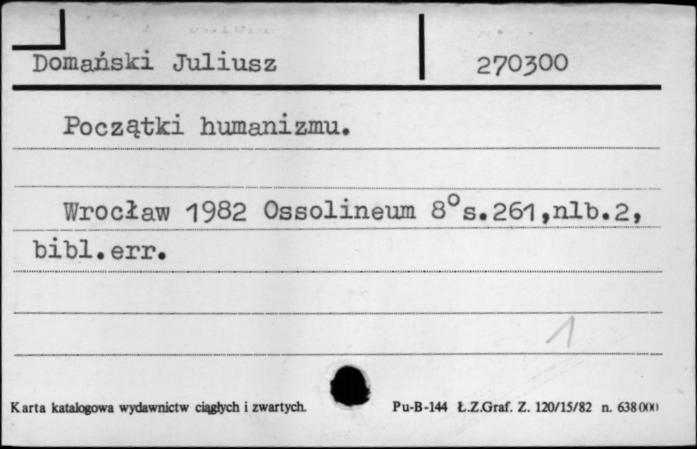 Domański Juliusz 270300
Początki humanizmu.
Wrocław 1982 Ossolineum 8° s.261,nlb.2,
bibl.err.
1
Karta katalogowa wydawnictw ciągłych i zwartych. Pu-B-144 Ł.Z.Graf. Z. 120/15/82 n. 638000